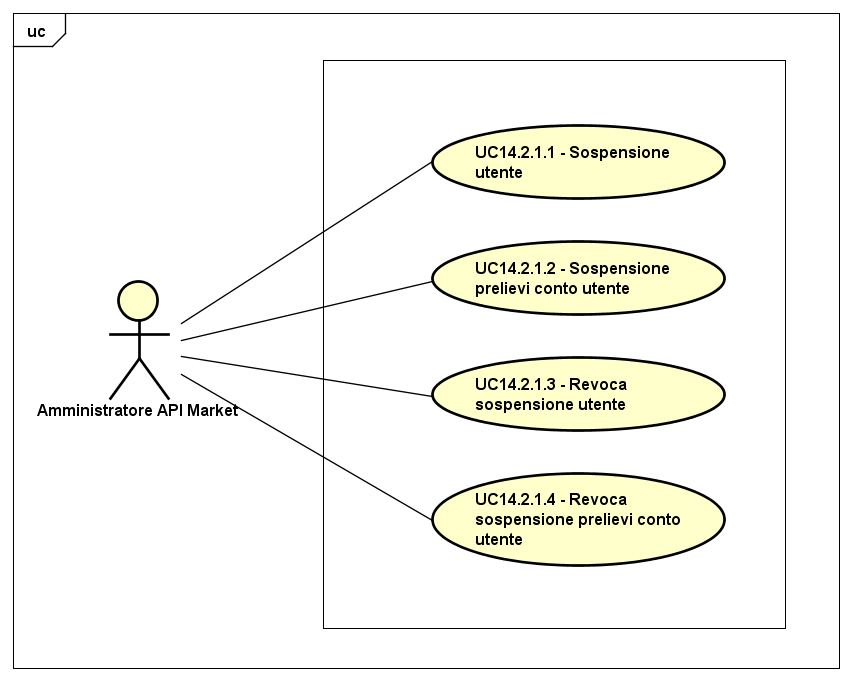 uc
UC14.2.1.1 - Sospensione
utente
UC14.2.1.2 - Sospensione
prelievi conto utente
UC14.2.1.3 - Revoca
sospensione utente
Amministratore API Market
UC14.2.1.4 - Revoca
sospensione prelievi conto
utente